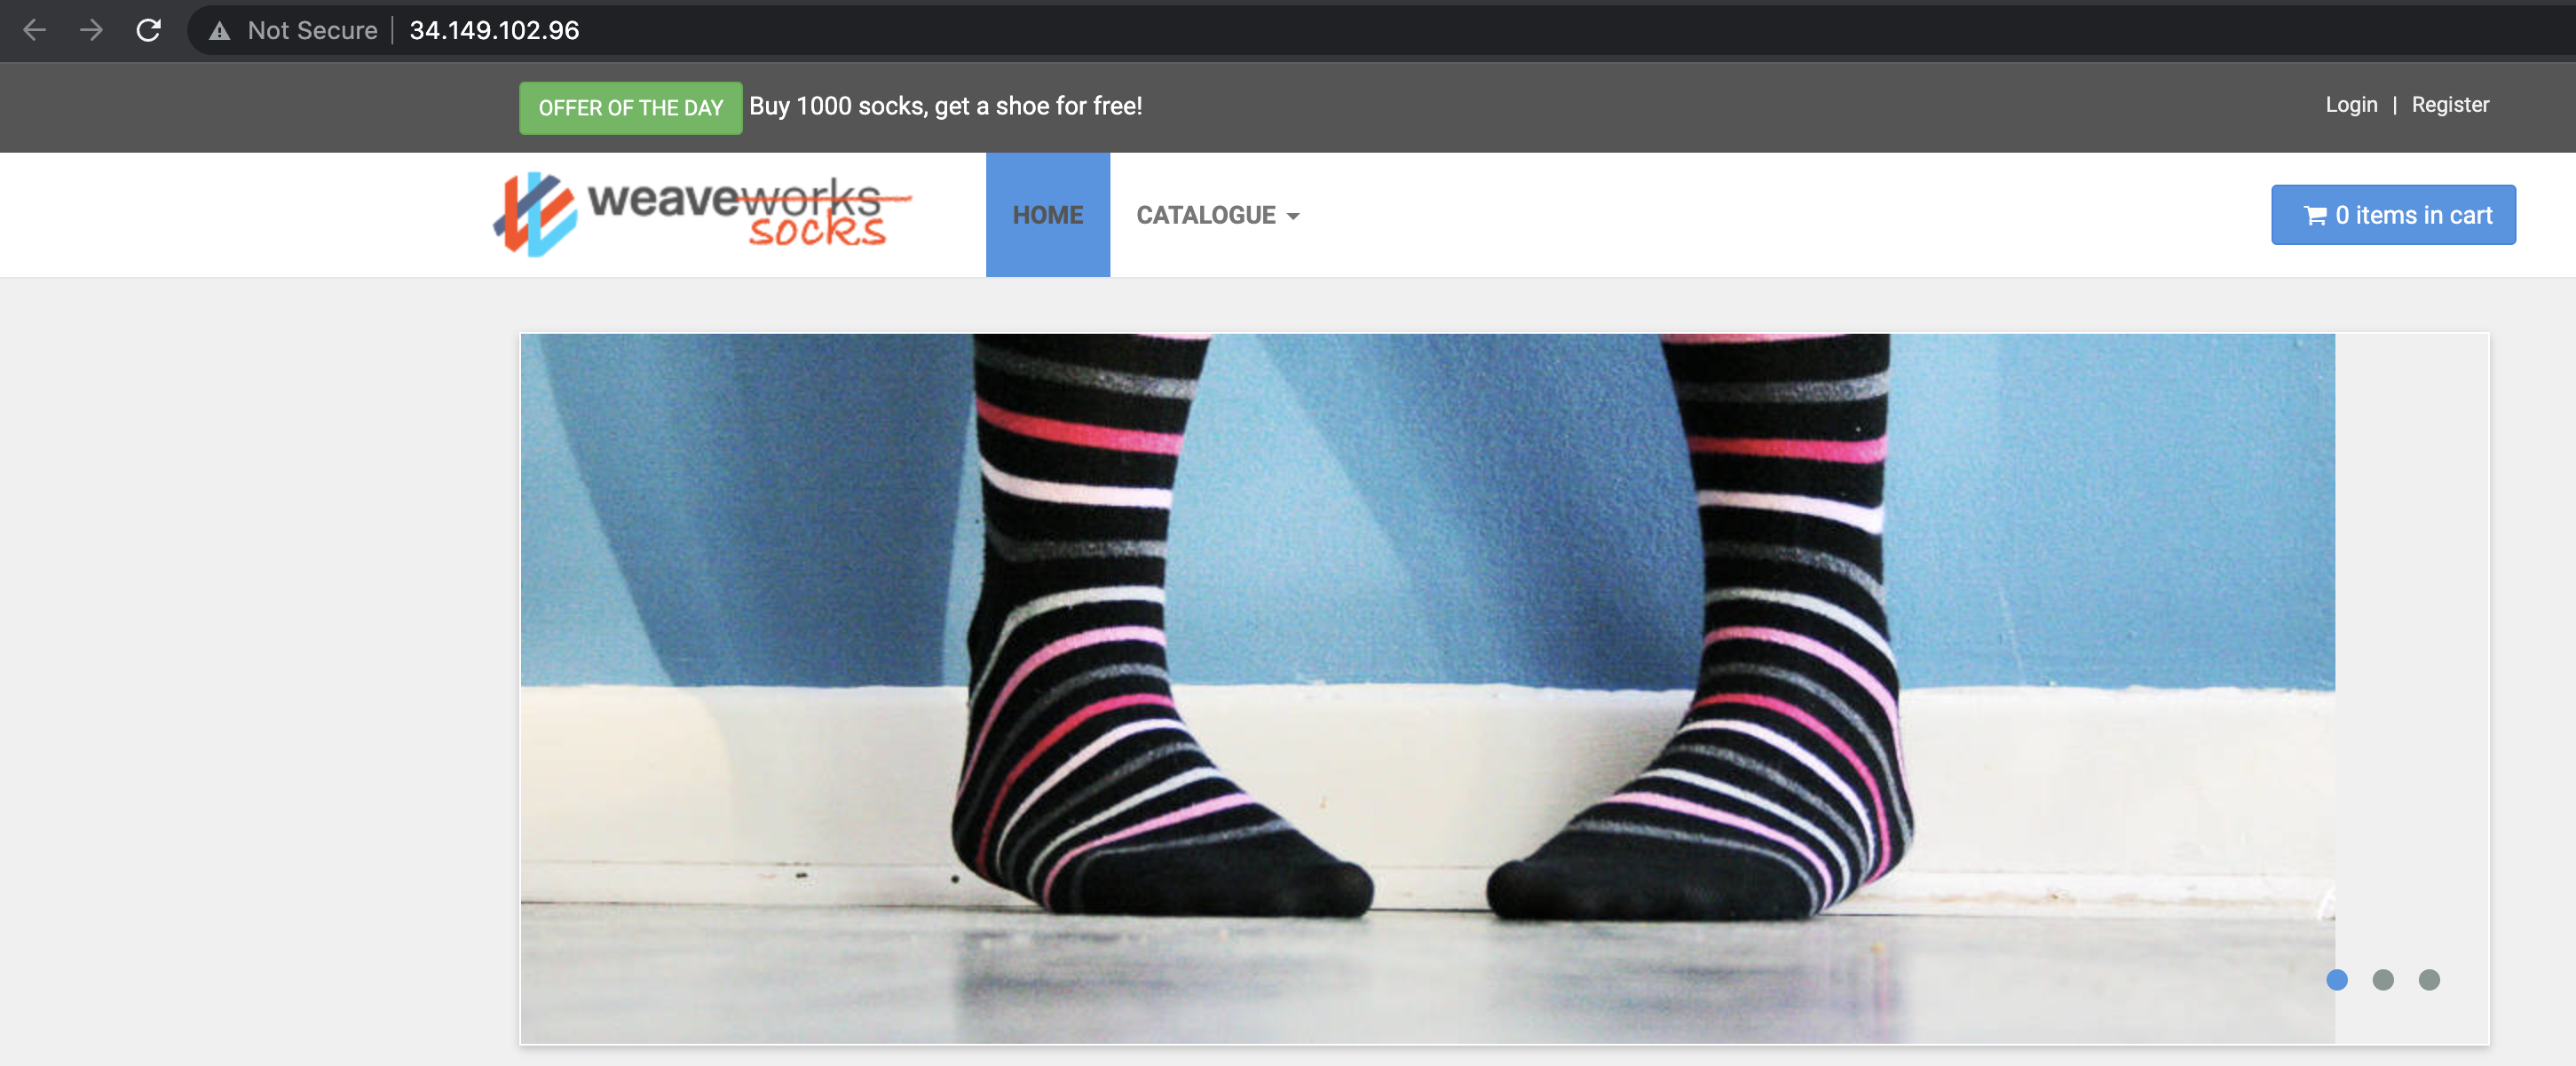 Not Secure | 34.149.102.96
OFFER OF THE DAY Buy 1000 socks, get a shoe for free!
Login | Register
weaveworks
socks
HOME
CATALOGUE
0 items in cart